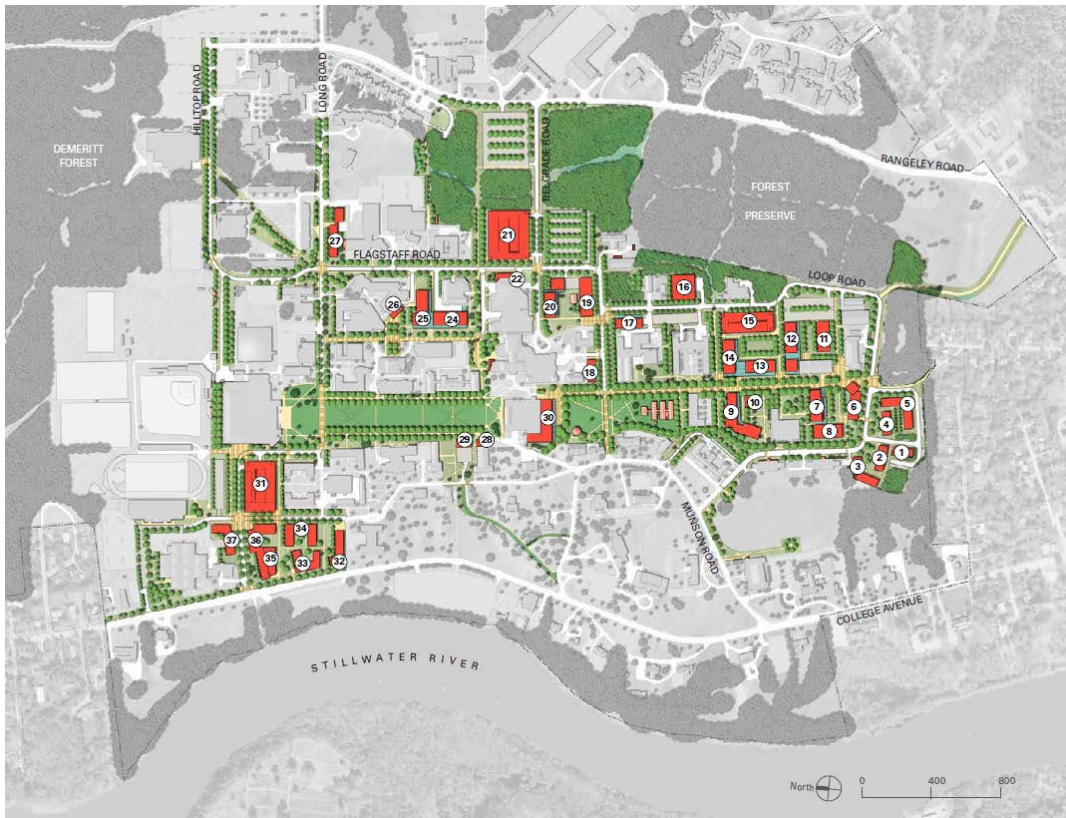 HILLTOP ROAD
LONG ROAD
DEMERITT
FOREST
BELGRADE ROAD
RANGELEY ROAD
FOREST
PRESERVE
21
27
FLAGSTAFF ROAD
22
LOOP ROAD
16
26
20
19
25
24
17
15
12
11
14
13
18
30
9
10
7
6
5
8
4
29
28
1
2
3
31
MUNSON ROAD
37
36
34
35
33
32
COLLEGE AVENUE
STILLWATER RIVER
North
0 400 800